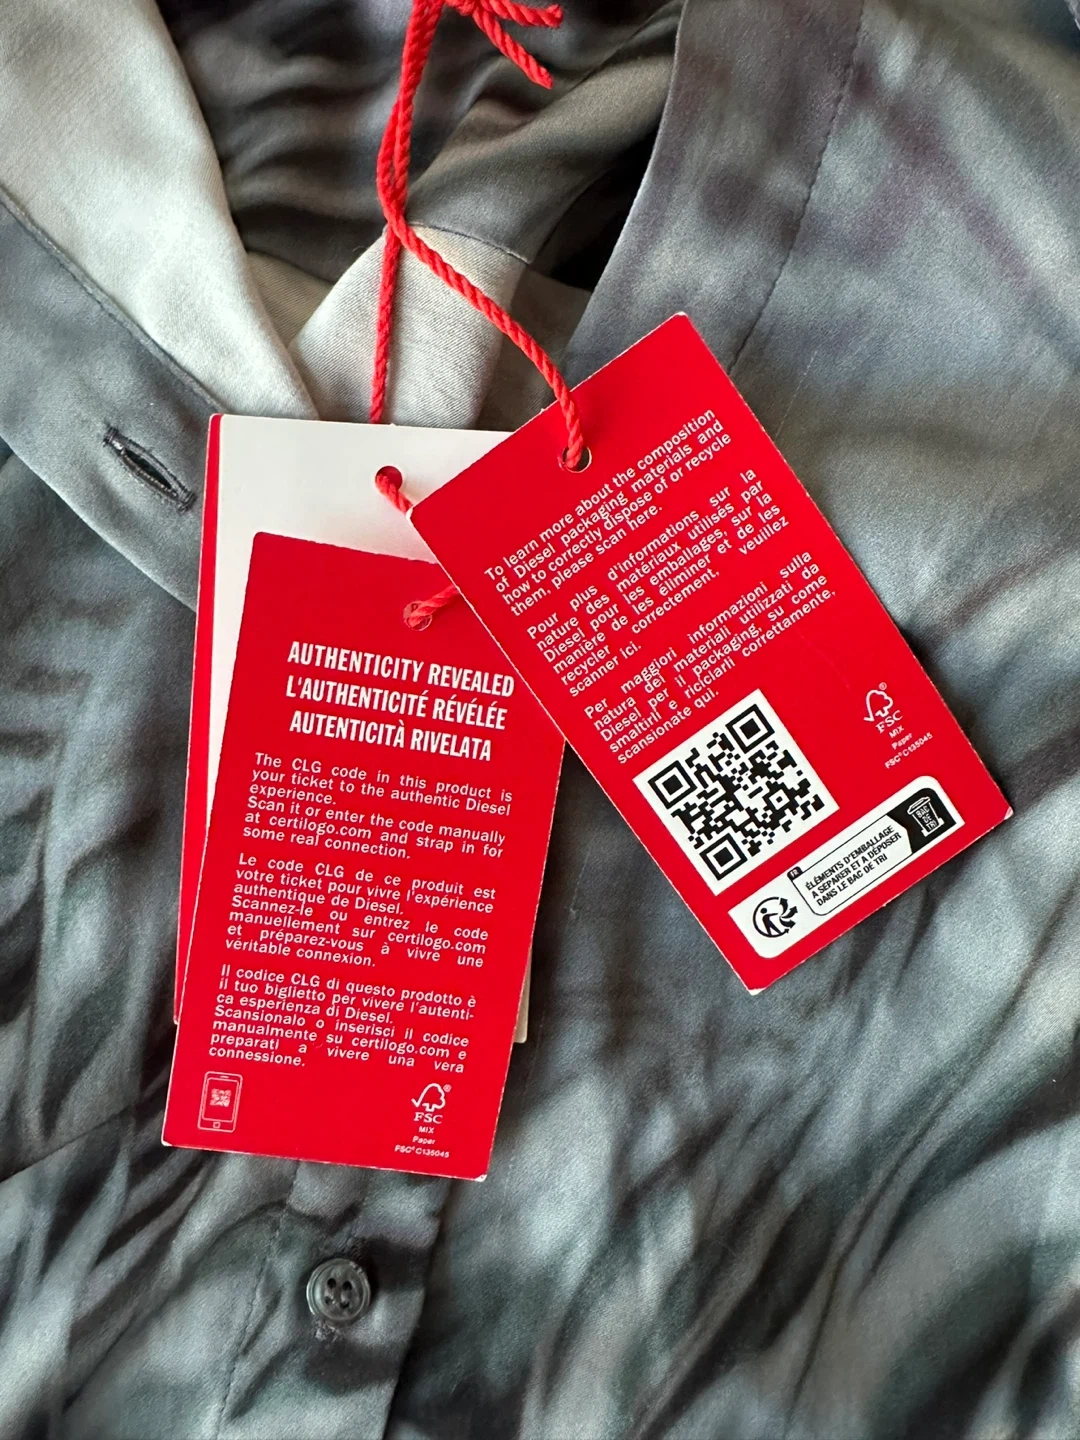 AUTHENTICITY REVEALED
L'AUTHENTICITÉ RÉVÉLÉE
AUTENTICITÀ RIVELATA
The CLG code in this product is
your ticket to the authentic Diesel
experience.
Scan it or enter the code manually
at certilogo.com and strap in for
some real connection.
Le code CLG de ce produit est
votre ticket pour vivre l'expérience
authentique de Diesel.
Scannez-le ou entrez le code
manuellement sur certilogo.com
et préparez-vous à vivre une
véritable connexion.
Il codice CLG di questo prodotto è
il tuo biglietto per vivere l'autenti-
ca esperienza di Diesel.
Scansionalo o inserisci il codice
manualmente su certilogo.com e
preparati a vivere una vera
connessione.
FSC®
MIX
Paper
FSC® C135045
To learn more about the composition
of Diesel packaging materials and
how to correctly dispose of or recycle
them, please scan here.
Pour plus d'informations sur la
nature des matériaux utilisés par
Diesel pour les emballages, sur la
manière de les éliminer et de les
recycler correctement, veuillez
scanner ici.
Per maggiori informazioni sulla
natura dei materiali utilizzati da
Diesel per il packaging, su come
smaltirli e riciclarli correttamente,
scansionate qui.
FSC®
MIX
Paper
FSC® C135045
FR
ÉLÉMENTS D'EMBALLAGE
A SÉPARER ET A DÉPOSER
DANS LE BAC DE TRI
BAC
DE
TRI